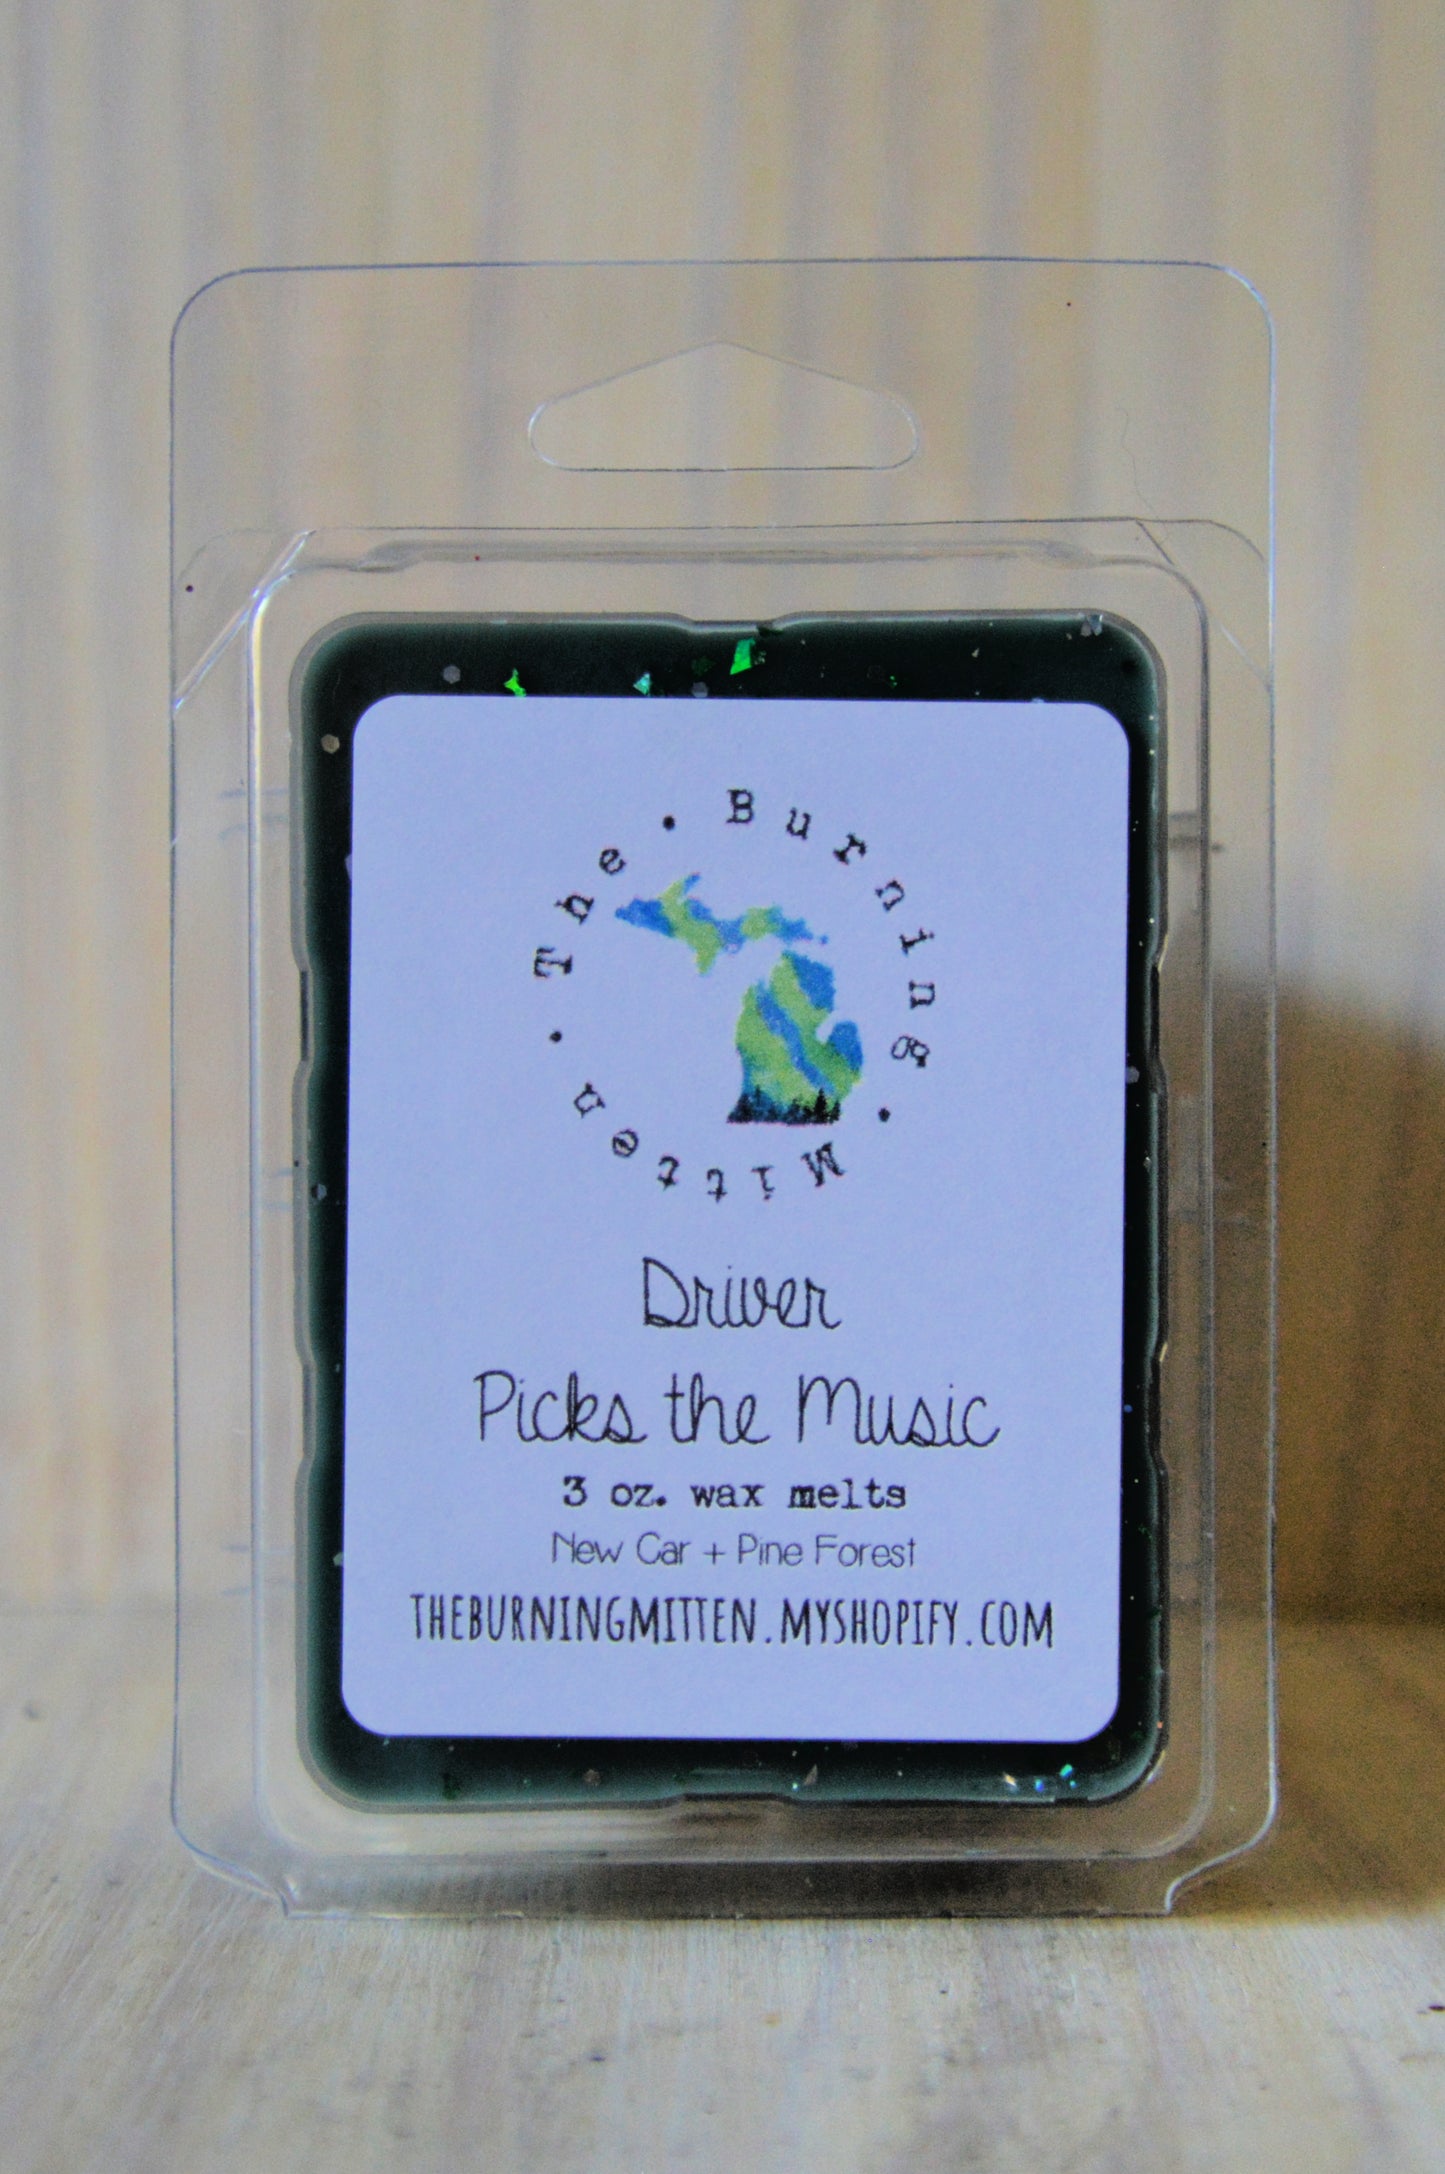 The • Burning • Mitten •
Driver
Picks the Music
3 oz. wax melts
New Car + Pine Forest
THEBURNINGMITTEN.MYSHOPIFY.COM